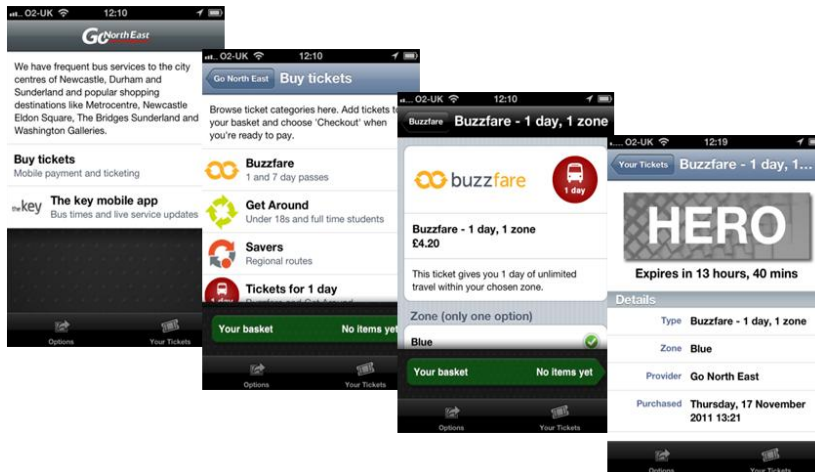 O2-UK 12:10
Go North East
We have frequent bus services to the city
centres of Newcastle, Durham and
Sunderland and popular shopping
destinations like Metrocentre, Newcastle
Eldon Square, The Bridges Sunderland and
Washington Galleries.
Buy tickets
Mobile payment and ticketing
the key
The key mobile app
Bus times and live service updates
Options
Your Tickets
O2-UK 12:10
Go North East
Buy tickets
Browse ticket categories here. Add tickets to
your basket and choose 'Checkout' when
you're ready to pay.
Buzzfare
1 and 7 day passes
Get Around
Under 18s and full time students
Savers
Regional routes
1 day
Tickets for 1 day
Buzzfare and Get Around
Your basket
No items yet
Options
Your Tickets
O2-UK 12:10
Buzzfare
Buzzfare - 1 day, 1 zone
buzzfare
1 day
Buzzfare - 1 day, 1 zone
£4.20
This ticket gives you 1 day of unlimited
travel within your chosen zone.
Zone (only one option)
Blue
Your basket
No items yet
Options
Your Tickets
O2-UK 12:19
Your Tickets
Buzzfare - 1 day, 1...
HERO
Expires in 13 hours, 40 mins
Details
Type Buzzfare - 1 day, 1 zone
Zone Blue
Provider Go North East
Purchased Thursday, 17 November
2011 13:21
Options
Your Tickets